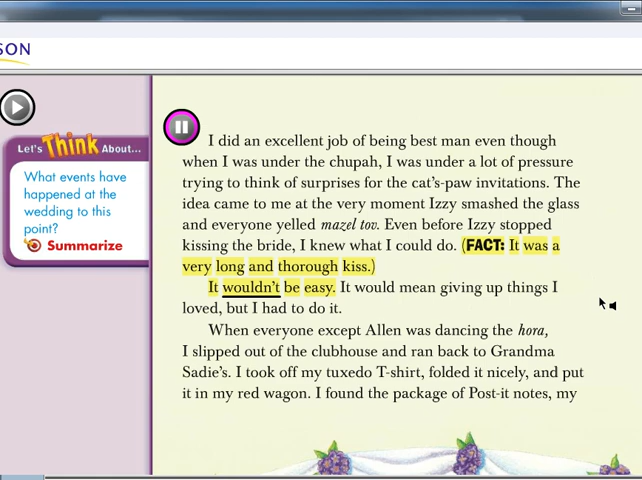 SON
Let's Think About...
What events have
happened at the
wedding to this
point?
Summarize
I did an excellent job of being best man even though
when I was under the chupah, I was under a lot of pressure
trying to think of surprises for the cat's-paw invitations. The
idea came to me at the very moment Izzy smashed the glass
and everyone yelled mazel tov. Even before Izzy stopped
kissing the bride, I knew what I could do. (FACT: It was a
very long and thorough kiss.)
It wouldn't be easy. It would mean giving up things I
loved, but I had to do it.
When everyone except Allen was dancing the hora,
I slipped out of the clubhouse and ran back to Grandma
Sadie's. I took off my tuxedo T-shirt, folded it nicely, and put
it in my red wagon. I found the package of Post-it notes, my